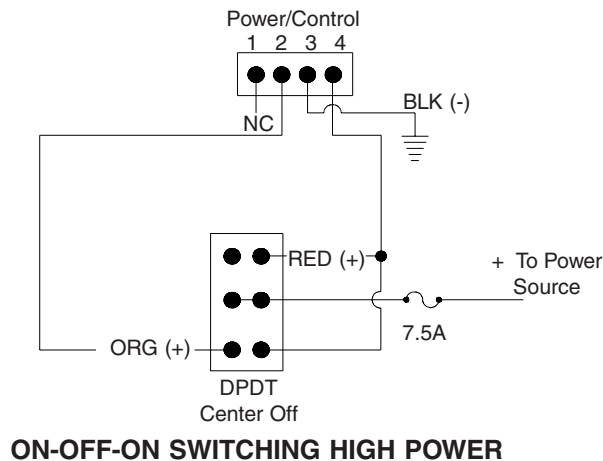 Power/Control
1 2 3 4
BLK (-)
NC
RED (+)
+ To Power
Source
7.5A
ORG (+)
DPDT
Center Off
ON-OFF-ON SWITCHING HIGH POWER